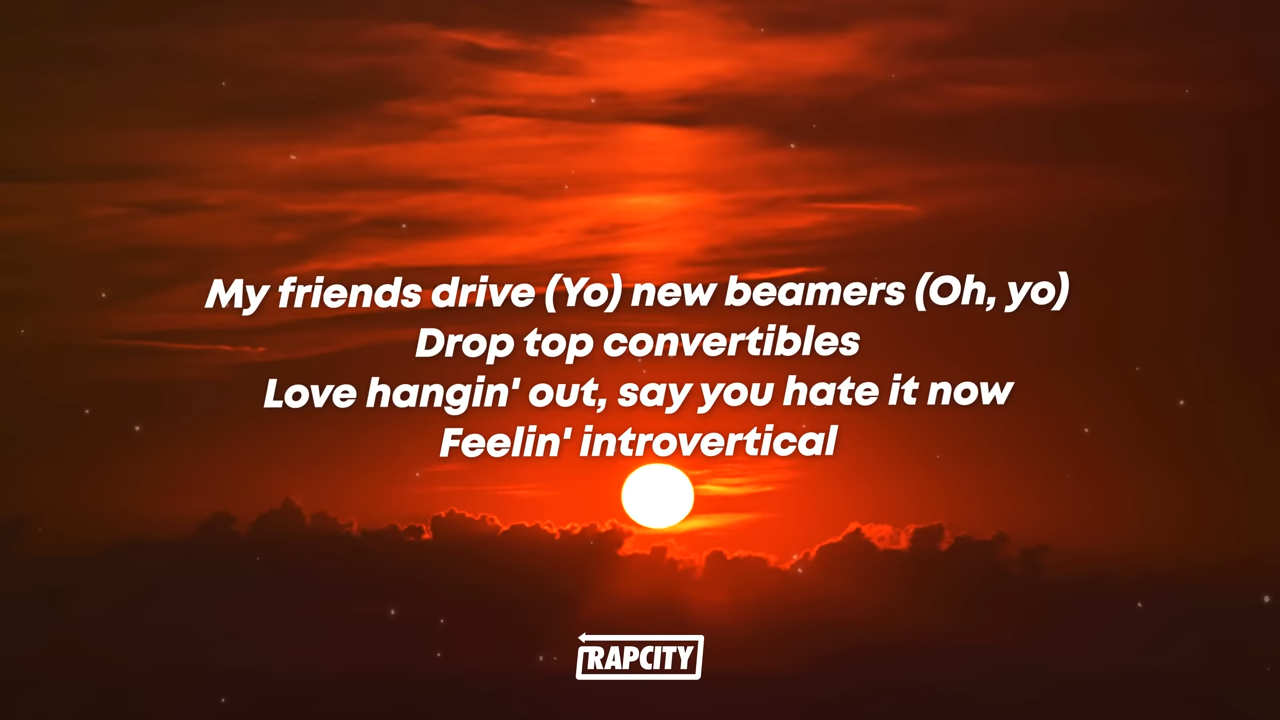 My friends drive (Yo) new beamers (Oh, yo)
Drop top convertibles
Love hangin' out, say you hate it now
Feelin' introvertical
RAPCITY